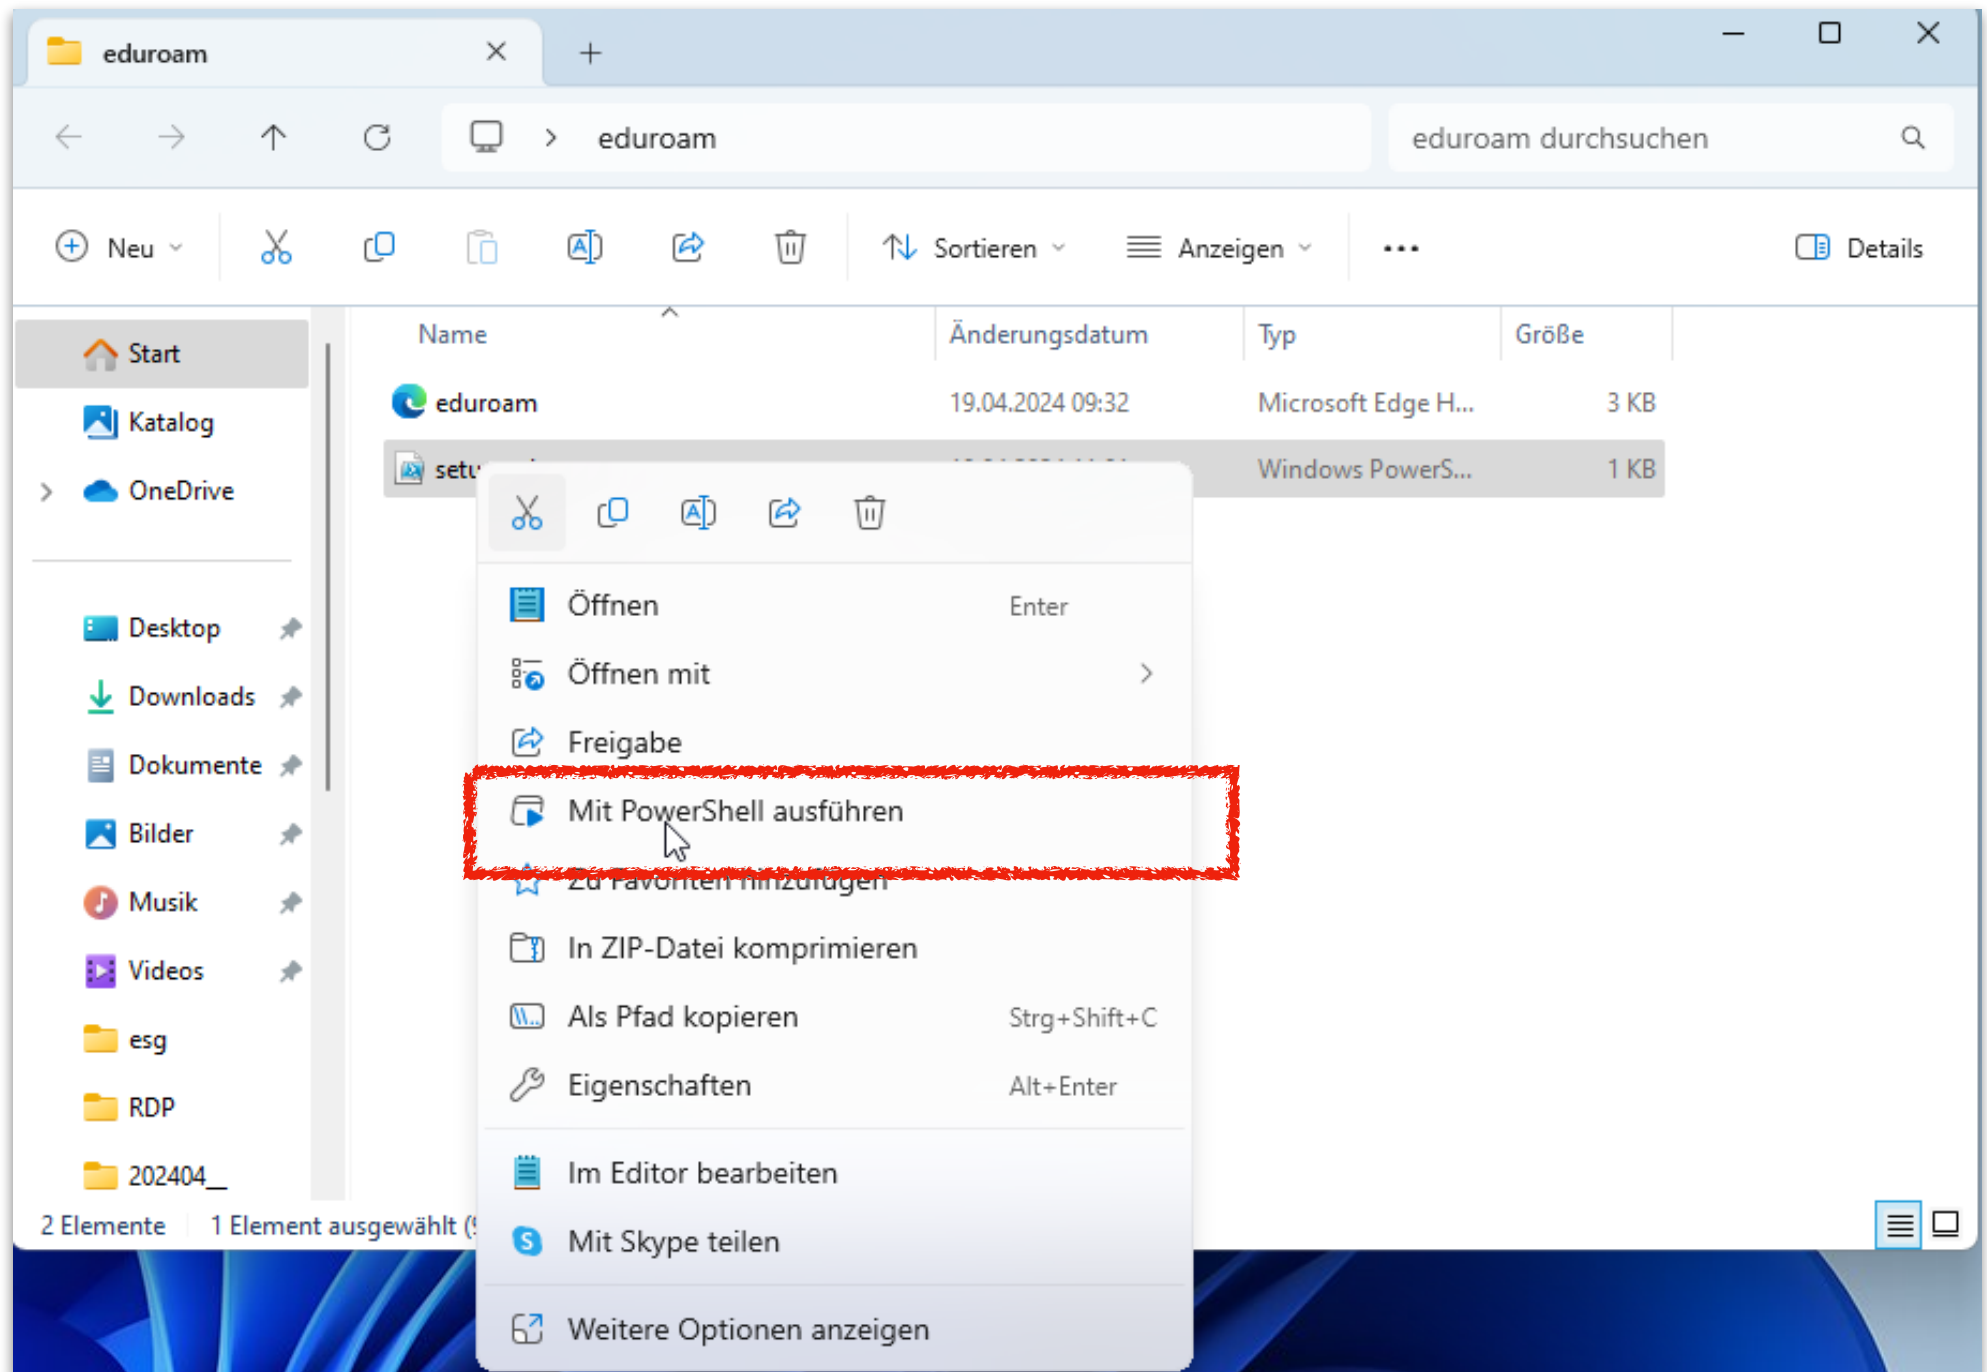 eduroam
eduroam
eduroam durchsuchen
Neu
Sortieren
Anzeigen
Details
Name
Änderungsdatum
Typ
Größe
Start
Katalog
OneDrive
Desktop
Downloads
Dokumente
Bilder
Musik
Videos
esg
RDP
202404_
eduroam
19.04.2024 09:32
Microsoft Edge H...
3 KB
Windows PowerS...
1 KB
Öffnen
Enter
Öffnen mit
Freigabe
Mit PowerShell ausführen
Zu Favoriten hinzufügen
In ZIP-Datei komprimieren
Als Pfad kopieren
Strg+Shift+C
Eigenschaften
Alt+Enter
Im Editor bearbeiten
Mit Skype teilen
Weitere Optionen anzeigen
2 Elemente
1 Element ausgewählt